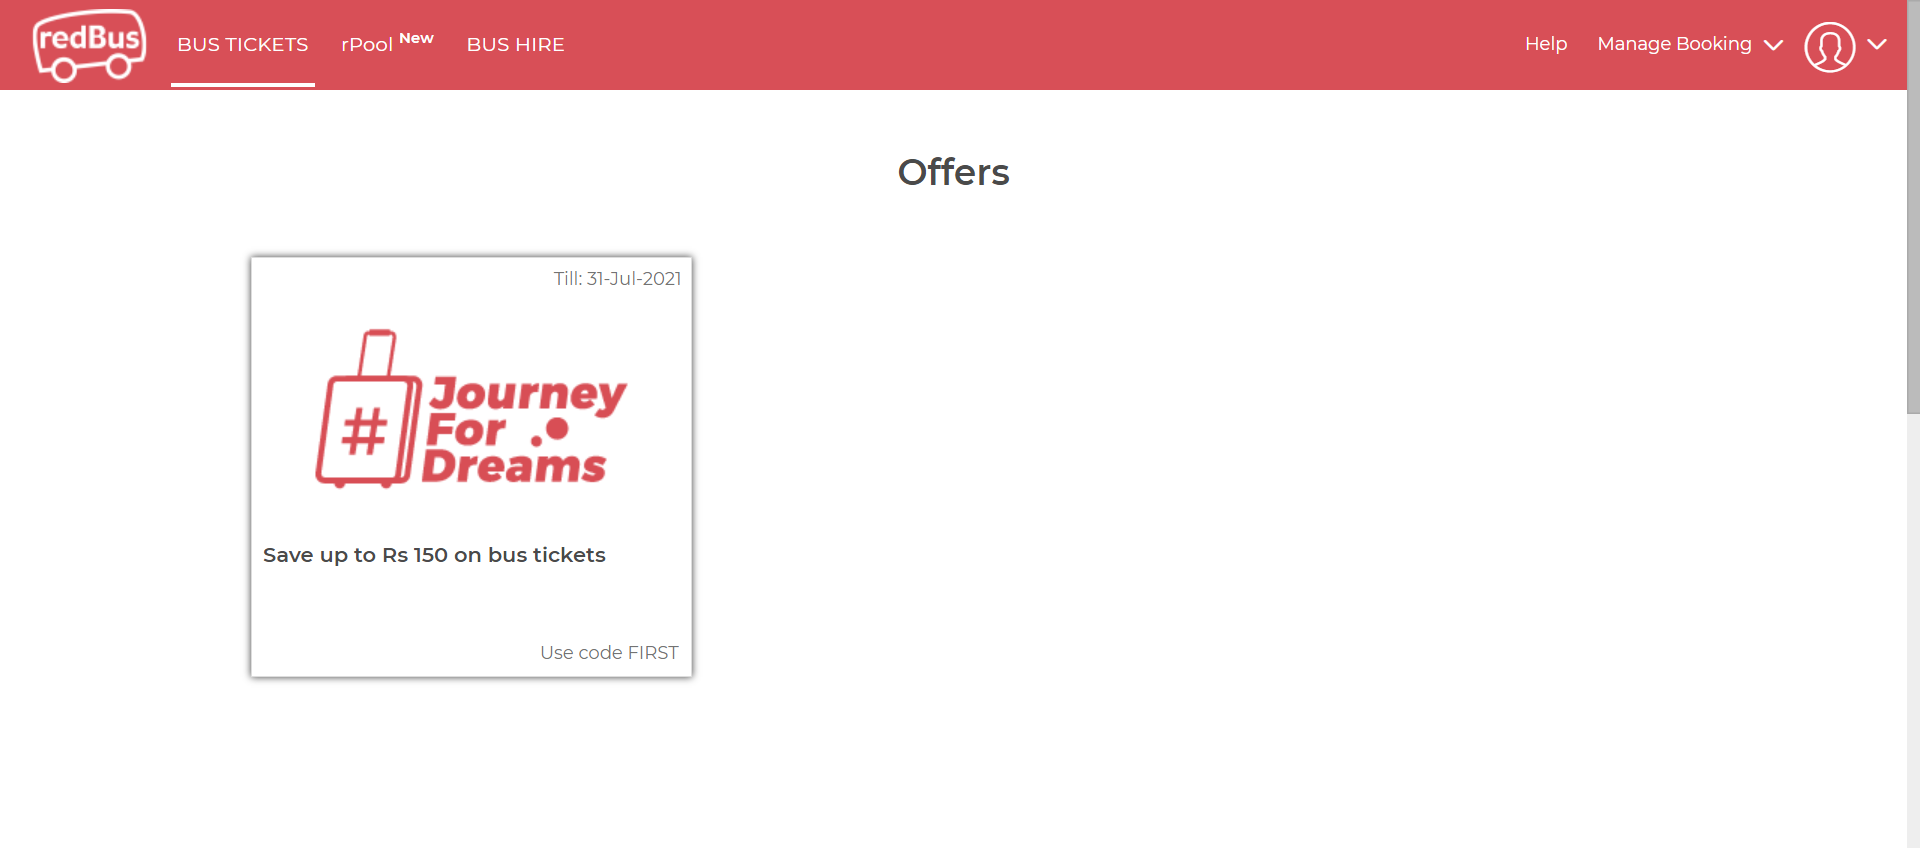 redBus
BUS TICKETS rPool New BUS HIRE
Help Manage Booking
Offers
Till: 31-Jul-2021
# Journey
For
Dreams
Save up to Rs 150 on bus tickets
Use code FIRST